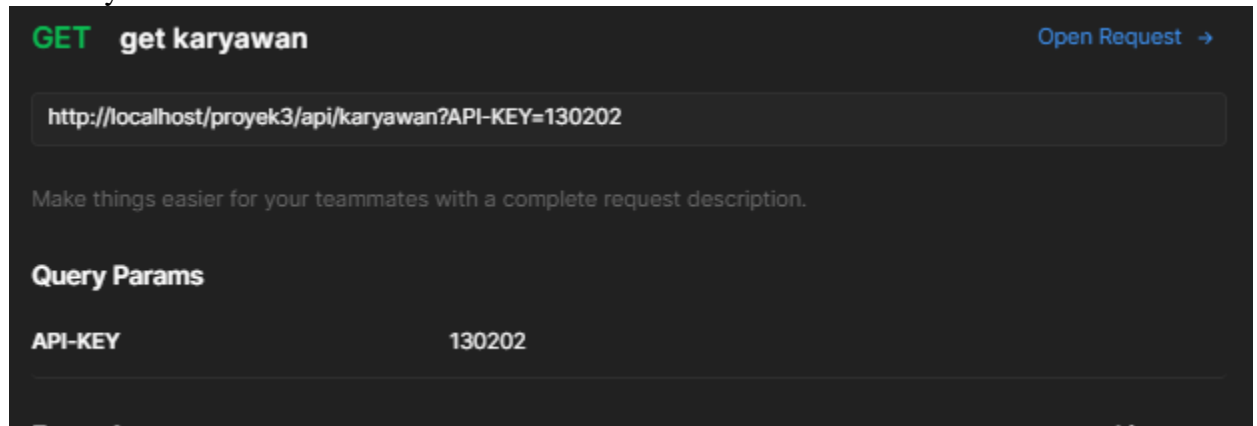 GET get karyawan
Open Request →
http://localhost/proyek3/api/karyawan?API-KEY=130202
Make things easier for your teammates with a complete request description.
Query Params
API-KEY 130202